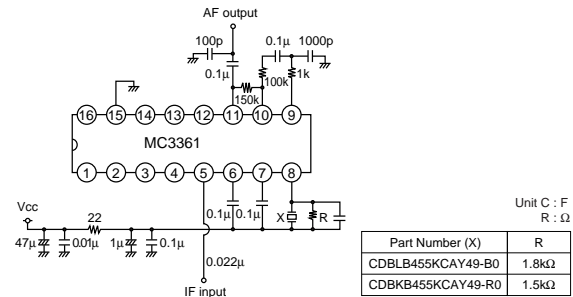 AF output
100p
0.1μ
1000p
0.1μ
100k
1k
150k
16
15
14
13
12
11
10
9
MC3361
1
2
3
4
5
6
7
8
Vcc
22
47μ
0.01μ
1μ
0.1μ
0.1μ
0.1μ
X
R
0.022μ
IF input
Unit C : F
R : Ω
Part Number (X) R
CDBLB455KCAY49-B0 1.8kΩ
CDBKB455KCAY49-R0 1.5kΩ